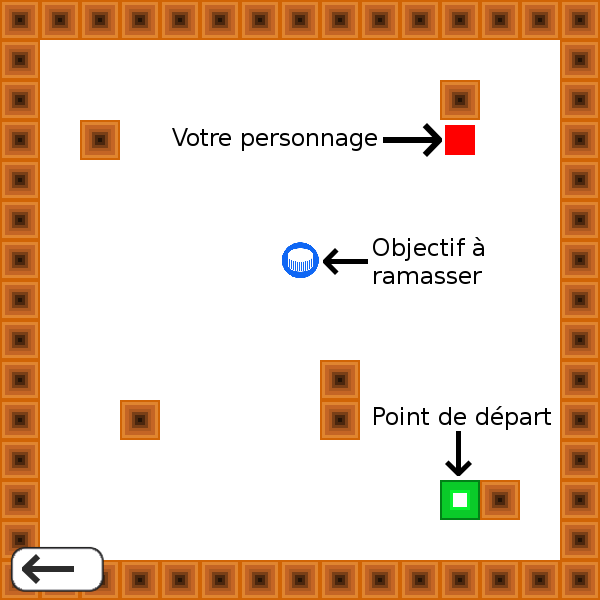 Votre personnage
Objectif à
ramasser
Point de départ